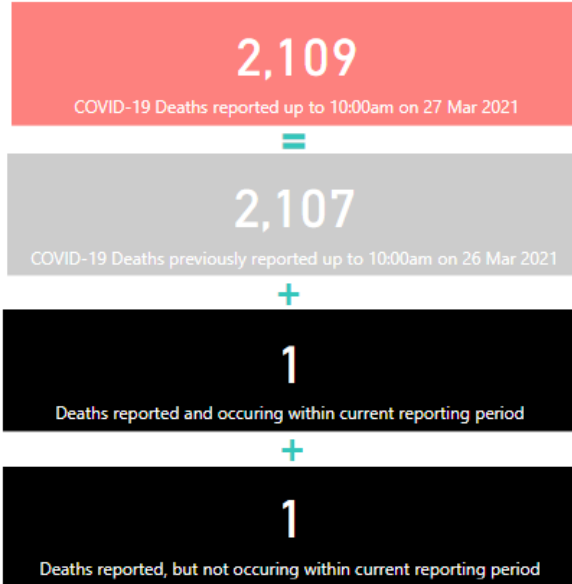 2,109
COVID-19 Deaths reported up to 10:00am on 27 Mar 2021
=
2,107
COVID-19 Deaths previously reported up to 10:00am on 26 Mar 2021
+
1
Deaths reported and occuring within current reporting period
+
1
Deaths reported, but not occuring within current reporting period